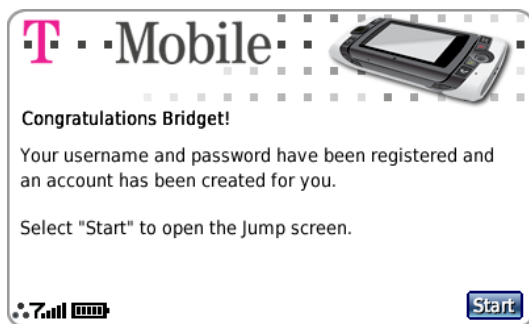 T · · Mobile · ·
Congratulations Bridget!
Your username and password have been registered and
an account has been created for you.
Select "Start" to open the Jump screen.
Start